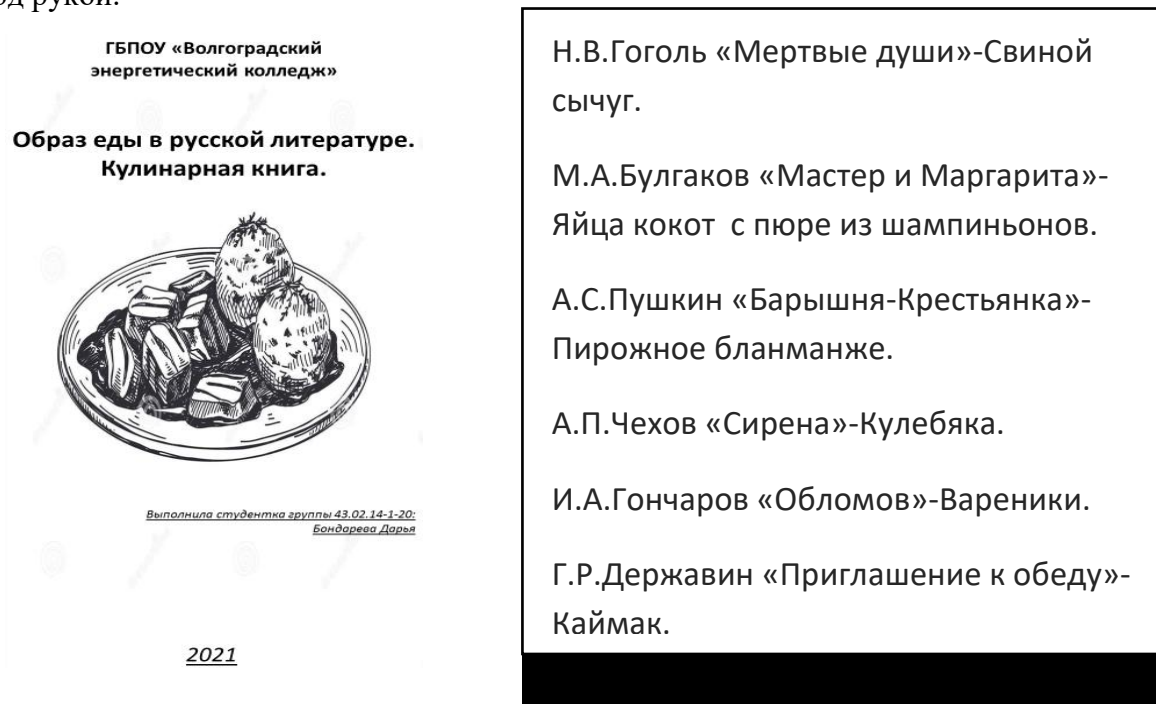 рукой.
ГБПОУ «Волгоградский
энергетический колледж»
Образ еды в русской литературе.
Кулинарная книга.
Выполнила студентка группы 43.02.14-1-20:
Бондарева Дарья
2021
Н.В.Гоголь «Мертвые души»-Свиной
сычуг.
М.А.Булгаков «Мастер и Маргарита»-
Яйца кокот с пюре из шампиньонов.
А.С.Пушкин «Барышня-Крестьянка»-
Пирожное бланманже.
А.П.Чехов «Сирена»-Кулебяка.
И.А.Гончаров «Обломов»-Вареники.
Г.Р.Державин «Приглашение к обеду»-
Каймак.